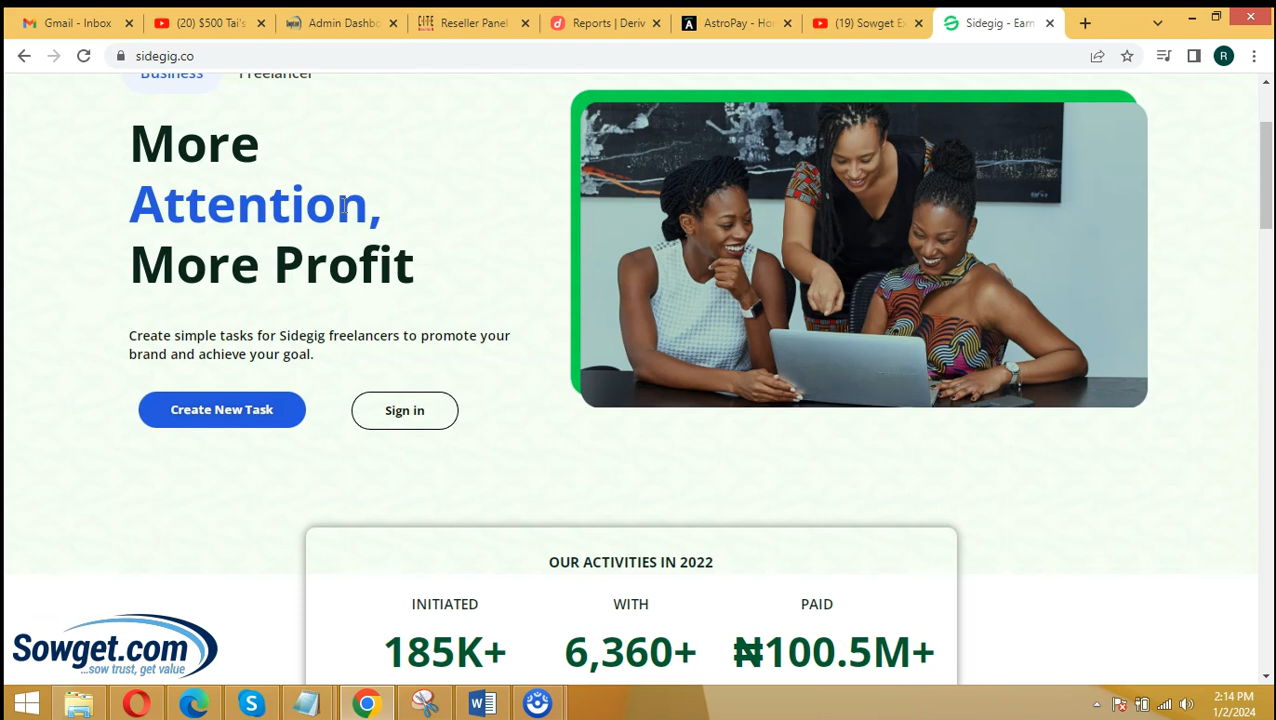 Gmail - Inbox
(20) $500 Tai's
Admin Dashbo
Reseller Panel
Reports | Deriv
AstroPay - Ho
(19) Sowget E
Sidegig - Earn
sidegig.co
R
Business
Freelancer
More
Attention,
More Profit
Create simple tasks for Sidegig freelancers to promote your
brand and achieve your goal.
Create New Task
Sign in
OUR ACTIVITIES IN 2022
INITIATED
WITH
PAID
185K+
6,360+
₦100.5M+
Sowget.com
...sow trust, get value
2:14 PM
1/2/2024